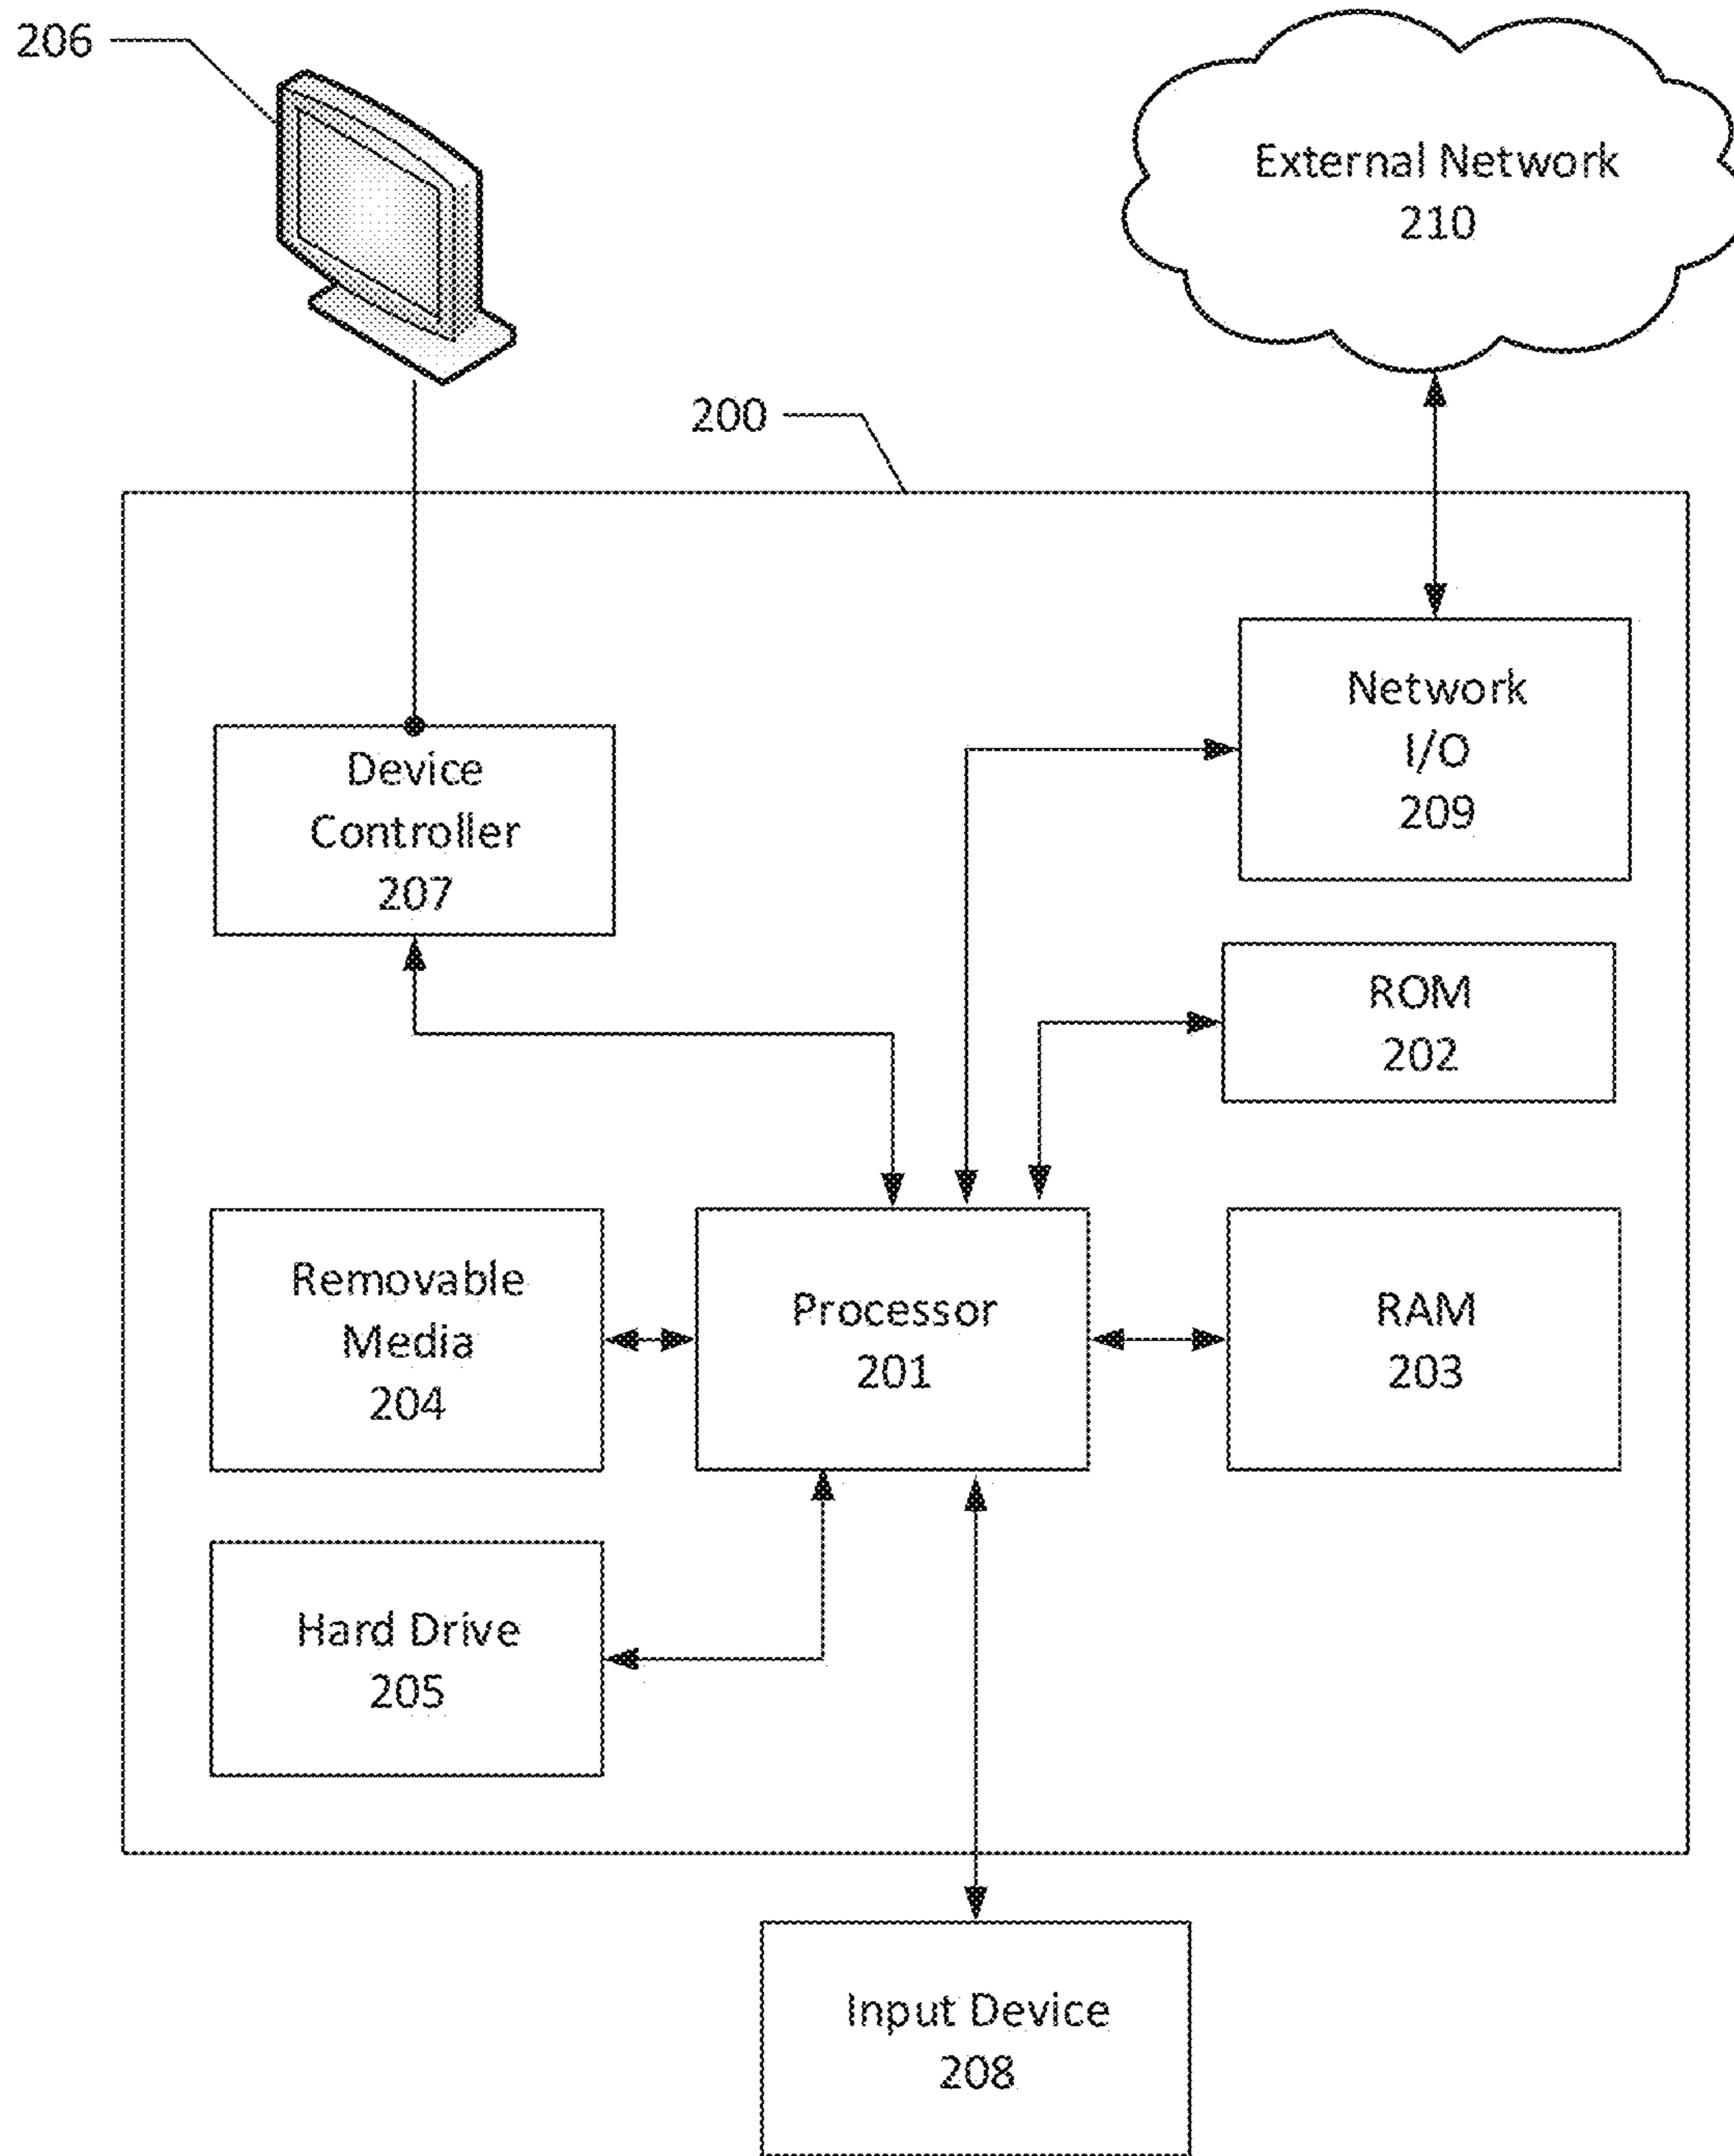 206
External Network
210
200
Network
I/O
209
Device
Controller
207
ROM
202
Removable
Media
204
Processor
201
RAM
203
Hard Drive
205
Input Device
208